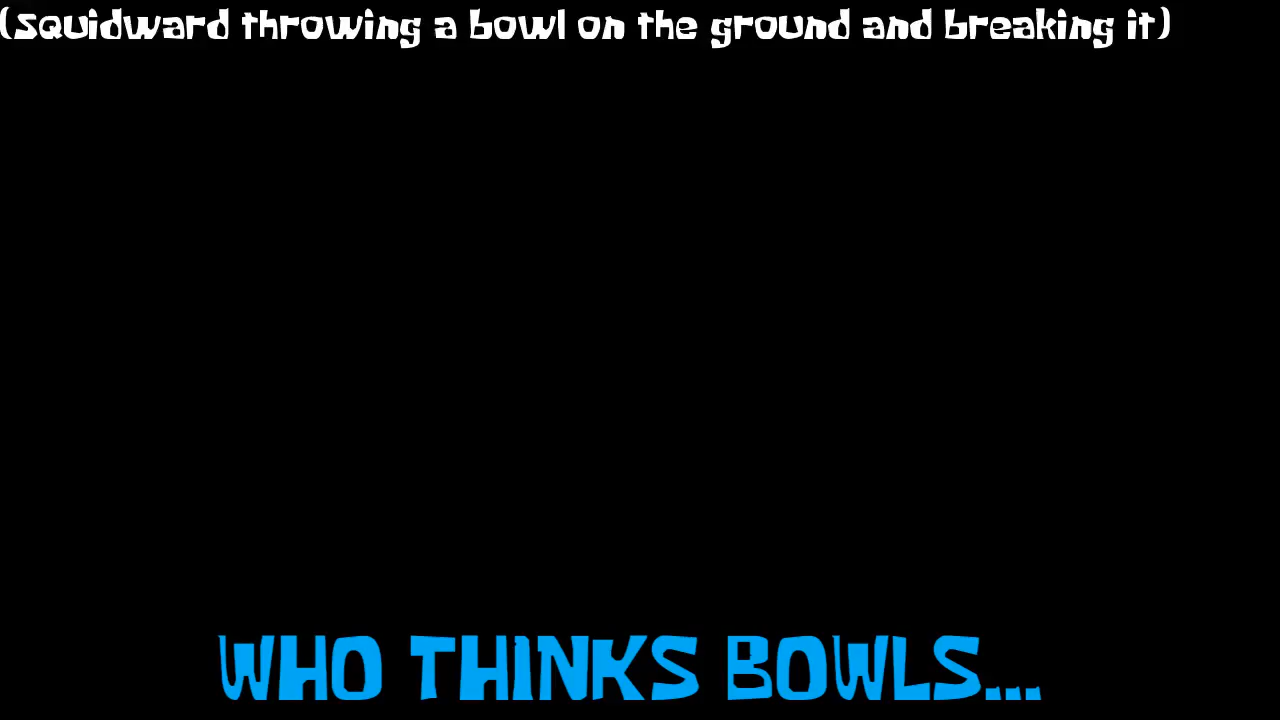 (Squidward throwing a bowl on the ground and breaking it)
WHO THINKS BOWLS...